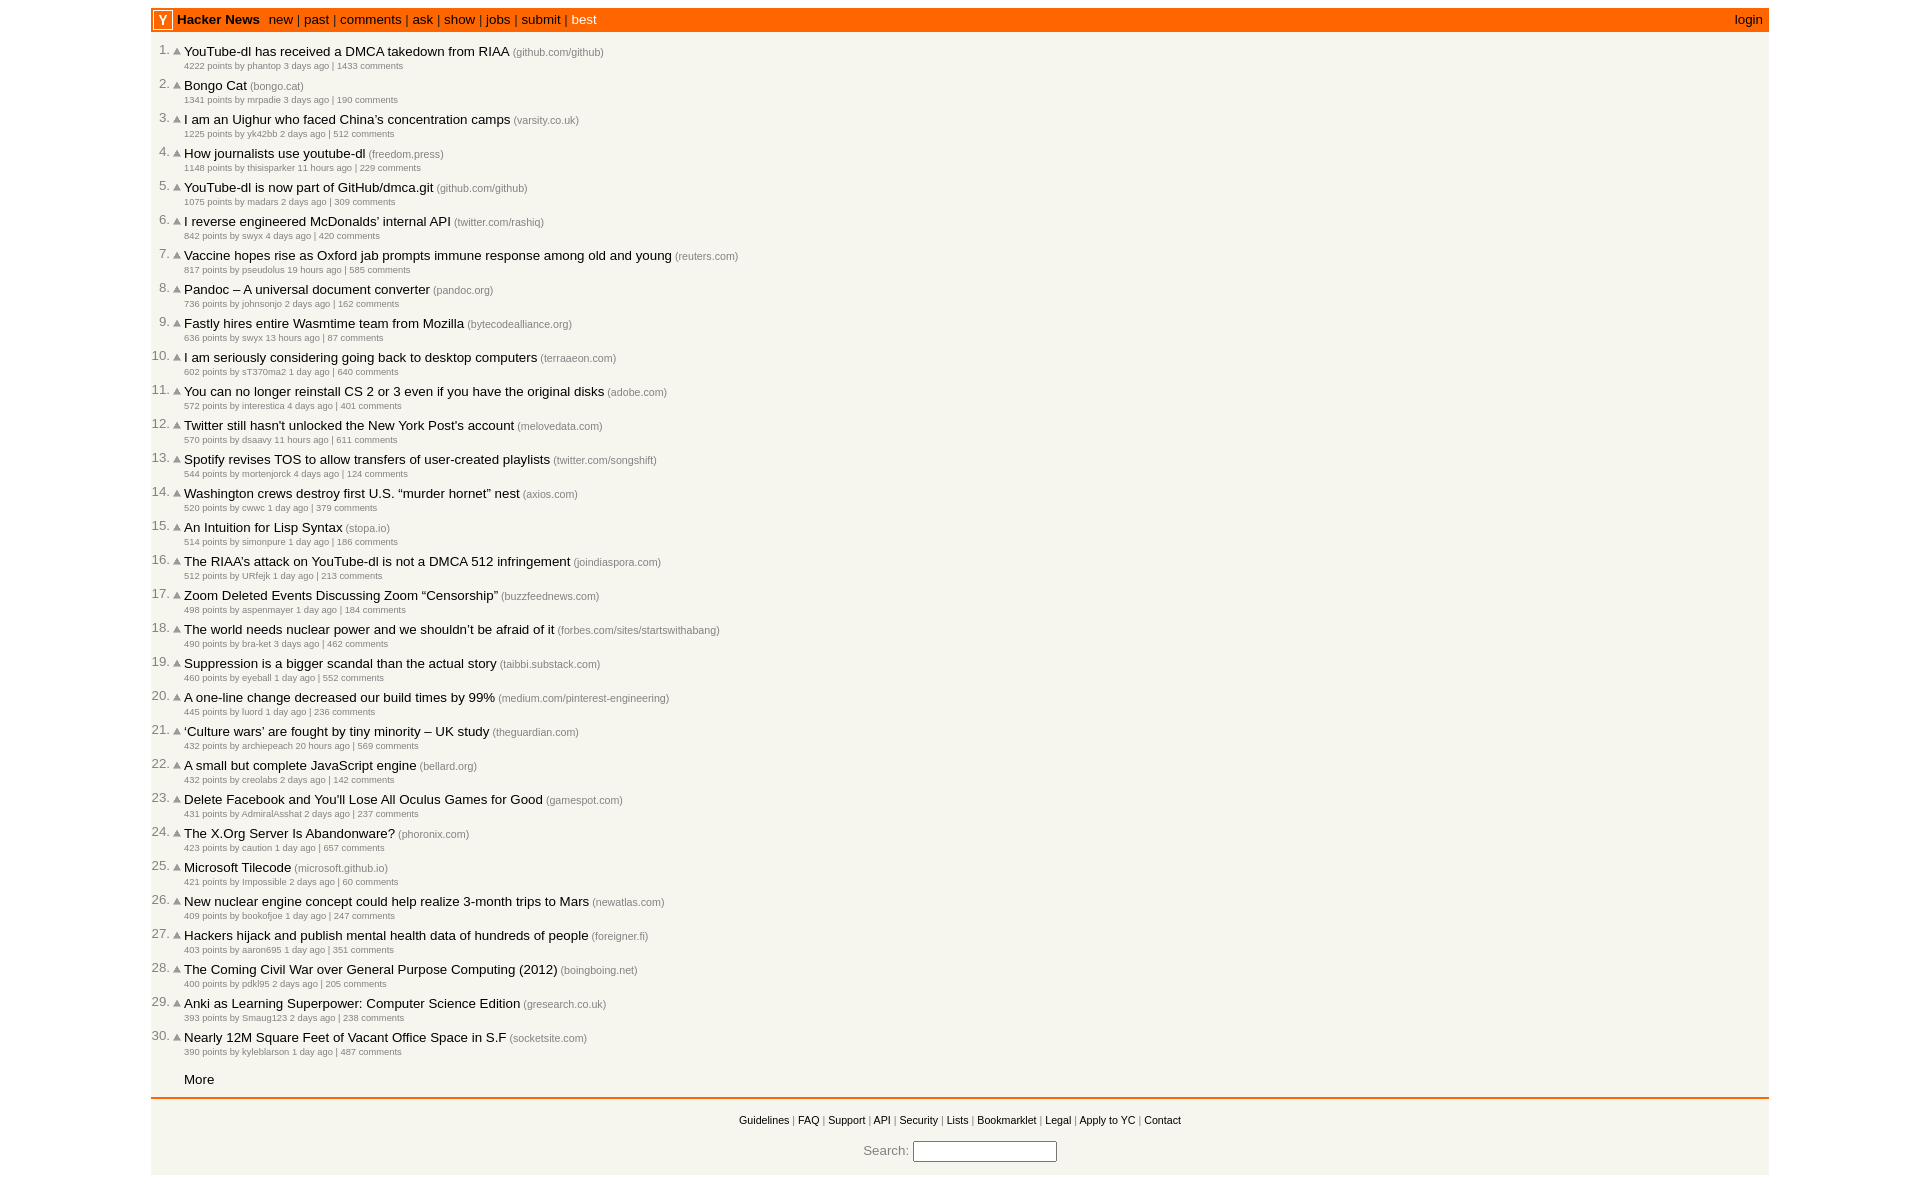 Y Hacker News new | past | comments | ask | show | jobs | submit | best login
1. YouTube-dl has received a DMCA takedown from RIAA (github.com/github)
4222 points by phantop 3 days ago | 1433 comments
2. Bongo Cat (bongo.cat)
1341 points by mrpadie 3 days ago | 190 comments
3. I am an Uighur who faced China’s concentration camps (varsity.co.uk)
1225 points by yk42bb 2 days ago | 512 comments
4. How journalists use youtube-dl (freedom.press)
1148 points by thisisparker 11 hours ago | 229 comments
5. YouTube-dl is now part of GitHub/dmca.git (github.com/github)
1075 points by madars 2 days ago | 309 comments
6. I reverse engineered McDonalds’ internal API (twitter.com/rashiq)
842 points by swyx 4 days ago | 420 comments
7. Vaccine hopes rise as Oxford jab prompts immune response among old and young (reuters.com)
817 points by pseudolus 19 hours ago | 585 comments
8. Pandoc – A universal document converter (pandoc.org)
736 points by johnsonjo 2 days ago | 162 comments
9. Fastly hires entire Wasmtime team from Mozilla (bytecodealliance.org)
636 points by swyx 13 hours ago | 87 comments
10. I am seriously considering going back to desktop computers (terraaeon.com)
602 points by sT370ma2 1 day ago | 640 comments
11. You can no longer reinstall CS 2 or 3 even if you have the original disks (adobe.com)
572 points by interestica 4 days ago | 401 comments
12. Twitter still hasn't unlocked the New York Post's account (melovedata.com)
570 points by dsaavy 11 hours ago | 611 comments
13. Spotify revises TOS to allow transfers of user-created playlists (twitter.com/songshift)
544 points by mortenjorck 4 days ago | 124 comments
14. Washington crews destroy first U.S. “murder hornet” nest (axios.com)
520 points by cwwc 1 day ago | 379 comments
15. An Intuition for Lisp Syntax (stopa.io)
514 points by simonpure 1 day ago | 186 comments
16. The RIAA’s attack on YouTube-dl is not a DMCA 512 infringement (joindiaspora.com)
512 points by URfejk 1 day ago | 213 comments
17. Zoom Deleted Events Discussing Zoom “Censorship” (buzzfeednews.com)
498 points by aspenmayer 1 day ago | 184 comments
18. The world needs nuclear power and we shouldn’t be afraid of it (forbes.com/sites/startswithabang)
490 points by bra-ket 3 days ago | 462 comments
19. Suppression is a bigger scandal than the actual story (taibbi.substack.com)
460 points by eyeball 1 day ago | 552 comments
20. A one-line change decreased our build times by 99% (medium.com/pinterest-engineering)
445 points by luord 1 day ago | 236 comments
21. ‘Culture wars’ are fought by tiny minority – UK study (theguardian.com)
432 points by archiepeach 20 hours ago | 569 comments
22. A small but complete JavaScript engine (bellard.org)
432 points by creolabs 2 days ago | 142 comments
23. Delete Facebook and You'll Lose All Oculus Games for Good (gamespot.com)
431 points by AdmiralAsshat 2 days ago | 237 comments
24. The X.Org Server Is Abandonware? (phoronix.com)
423 points by caution 1 day ago | 657 comments
25. Microsoft Tilecode (microsoft.github.io)
421 points by Impossible 2 days ago | 60 comments
26. New nuclear engine concept could help realize 3-month trips to Mars (newatlas.com)
409 points by bookofjoe 1 day ago | 247 comments
27. Hackers hijack and publish mental health data of hundreds of people (foreigner.fi)
403 points by aaron695 1 day ago | 351 comments
28. The Coming Civil War over General Purpose Computing (2012) (boingboing.net)
400 points by pdkl95 2 days ago | 205 comments
29. Anki as Learning Superpower: Computer Science Edition (gresearch.co.uk)
393 points by Smaug123 2 days ago | 238 comments
30. Nearly 12M Square Feet of Vacant Office Space in S.F (socketsite.com)
390 points by kyleblarson 1 day ago | 487 comments
More
Guidelines | FAQ | Support | API | Security | Lists | Bookmarklet | Legal | Apply to YC | Contact
Search: